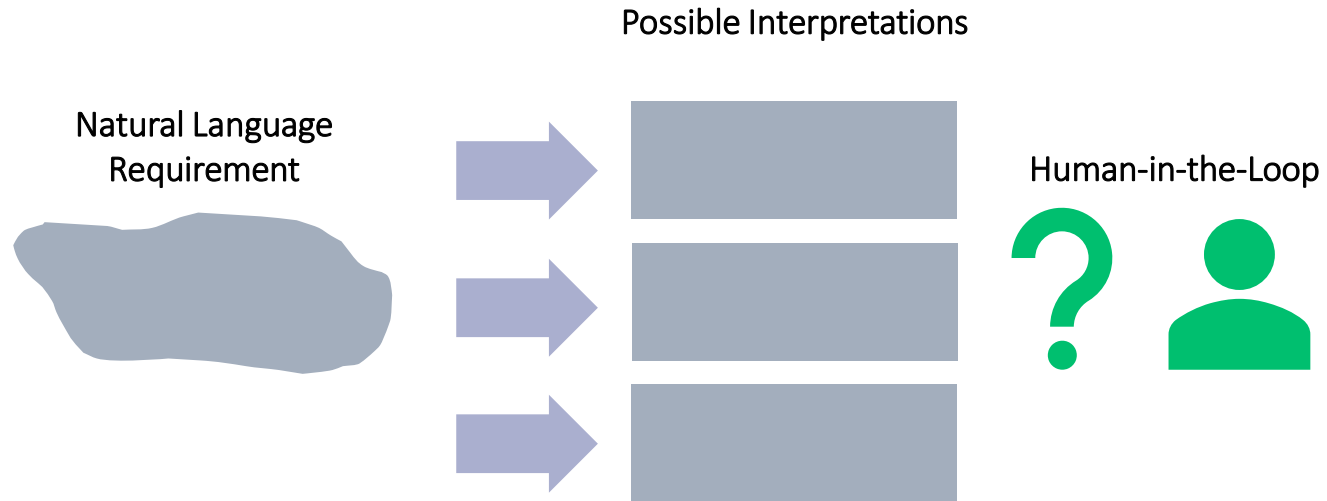 Possible Interpretations
Natural Language
Requirement
Human-in-the-Loop
?